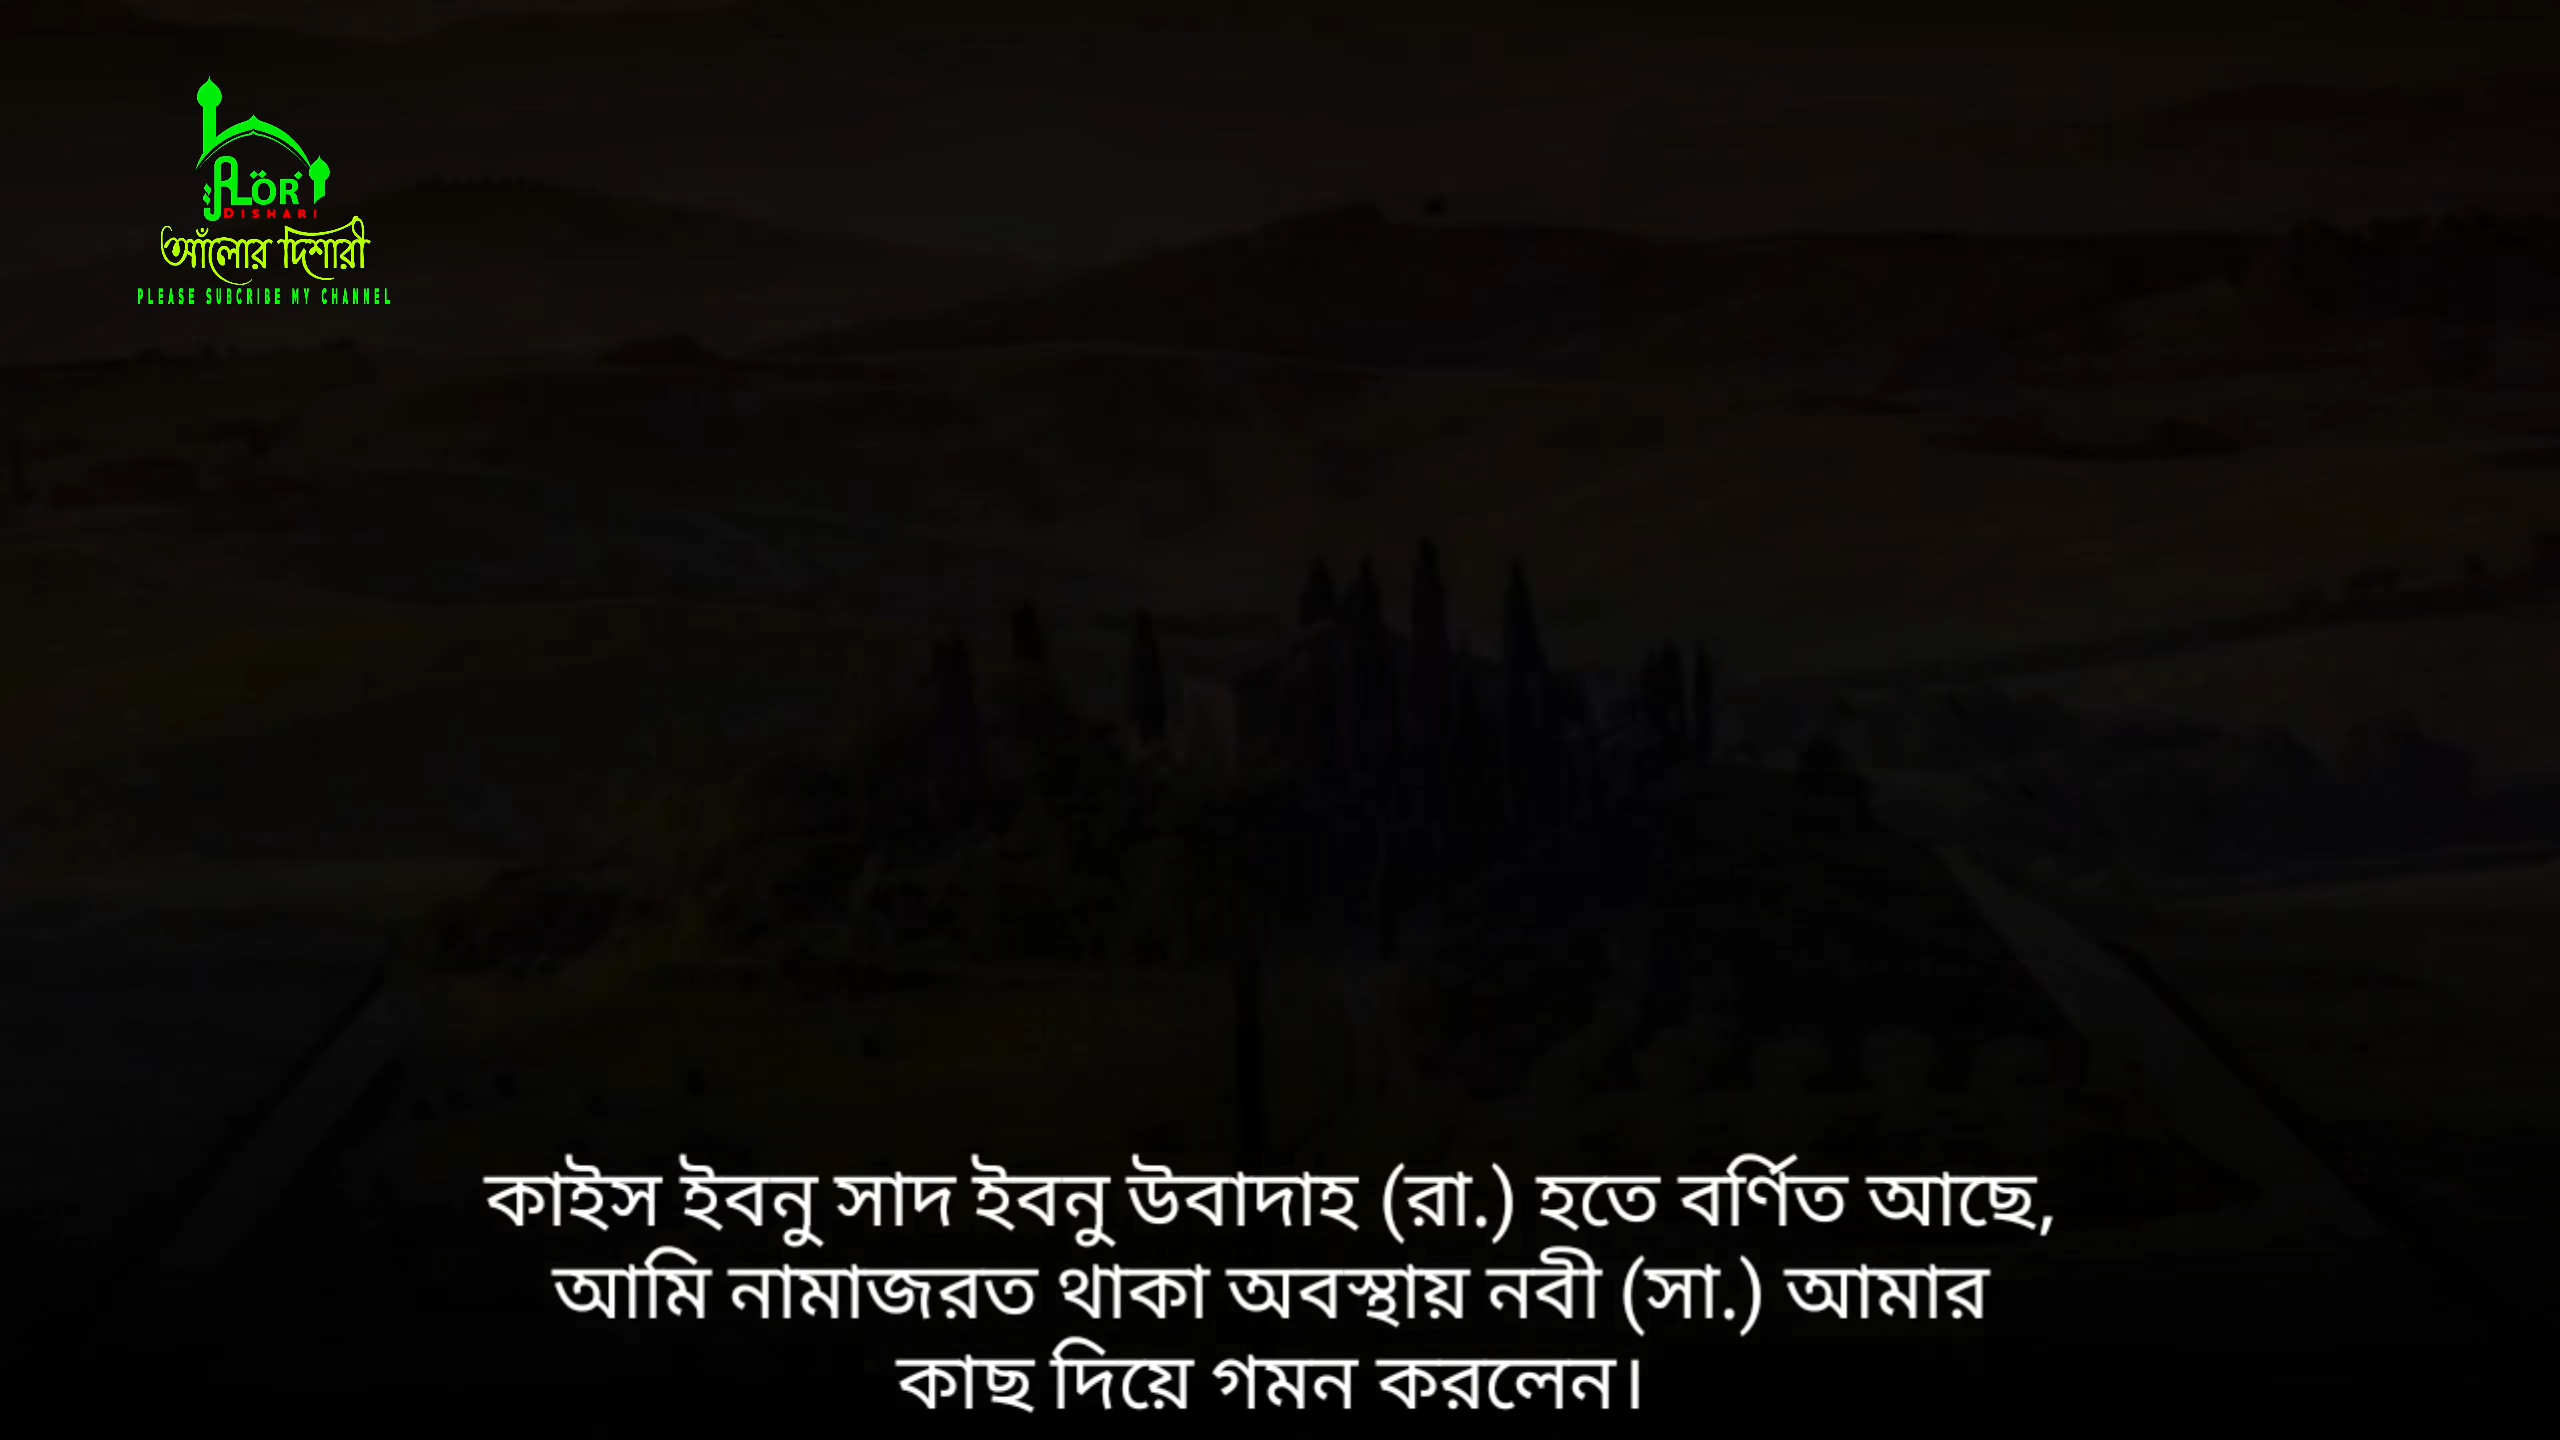 ALÖR
DISHARI
আঁলোর দিশারী
PLEASE SUBCRIBE MY CHANNEL
কাইস ইবনু সাদ ইবনু উবাদাহ (রা.) হতে বর্ণিত আছে,
আমি নামাজরত থাকা অবস্থায় নবী (সা.) আমার
কাছ দিয়ে গমন করলেন।